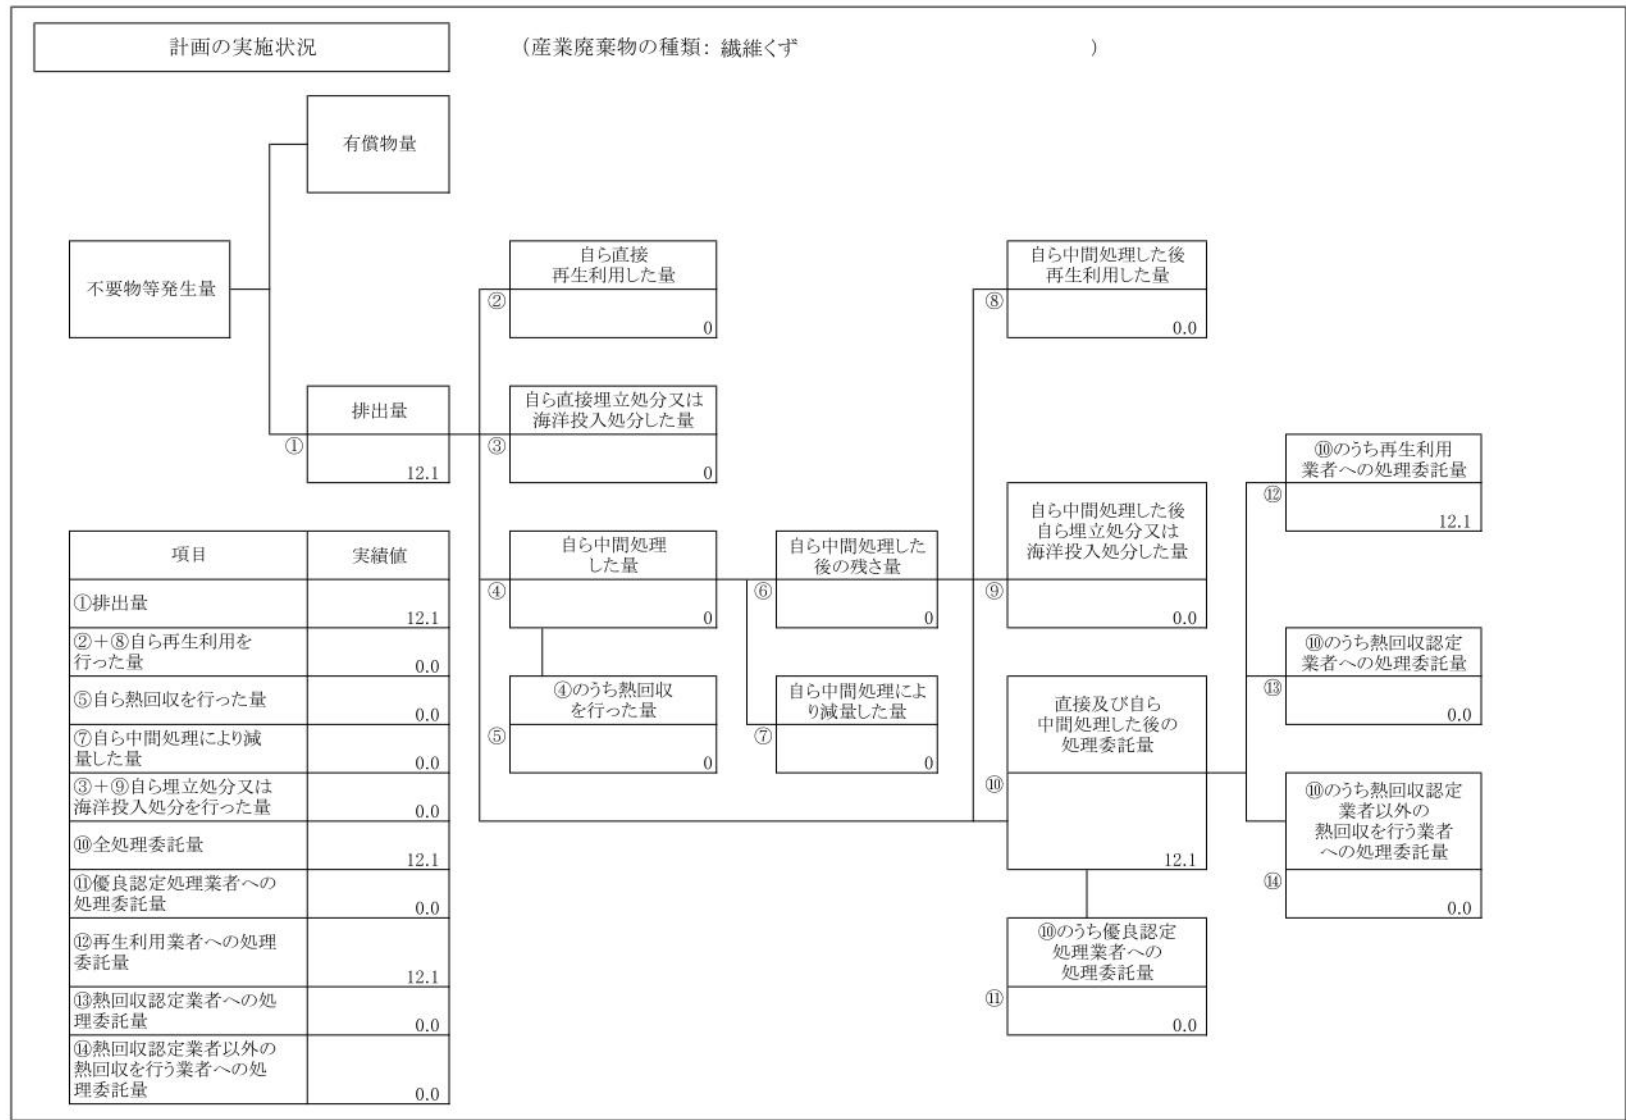 計画の実施状況
(産業廃棄物の種類: 繊維くず )
有償物量
不要物等発生量
自ら直接
再生利用した量
②
0
自ら中間処理した後
再生利用した量
⑧
0.0
排出量
①
12.1
自ら直接埋立処分又は
海洋投入処分した量
③
0
⑩のうち再生利用
業者への処理委託量
⑫
12.1
自ら中間処理した後
自ら埋立処分又は
海洋投入処分した量
⑨
0.0
自ら中間処理
した量
④
0
自ら中間処理した
後の残さ量
⑥
0
⑩のうち熱回収認定
業者への処理委託量
⑬
0.0
④のうち熱回収
を行った量
⑤
0
自ら中間処理によ
り減量した量
⑦
0
直接及び自ら
中間処理した後の
処理委託量
⑩
12.1
⑩のうち熱回収認定
業者以外の
熱回収を行う業者
への処理委託量
⑭
0.0
⑩のうち優良認定
処理業者への
処理委託量
⑪
0.0
項目 実績値
①排出量
12.1
②+⑧自ら再生利用を
行った量
0.0
⑤自ら熱回収を行った量
0.0
⑦自ら中間処理により減
量した量
0.0
③+⑨自ら埋立処分又は
海洋投入処分を行った量
0.0
⑩全処理委託量
12.1
⑪優良認定処理業者への
処理委託量
0.0
⑫再生利用業者への処理
委託量
12.1
⑬熱回収認定業者への処
理委託量
0.0
⑭熱回収認定業者以外の
熱回収を行う業者への処
理委託量
0.0